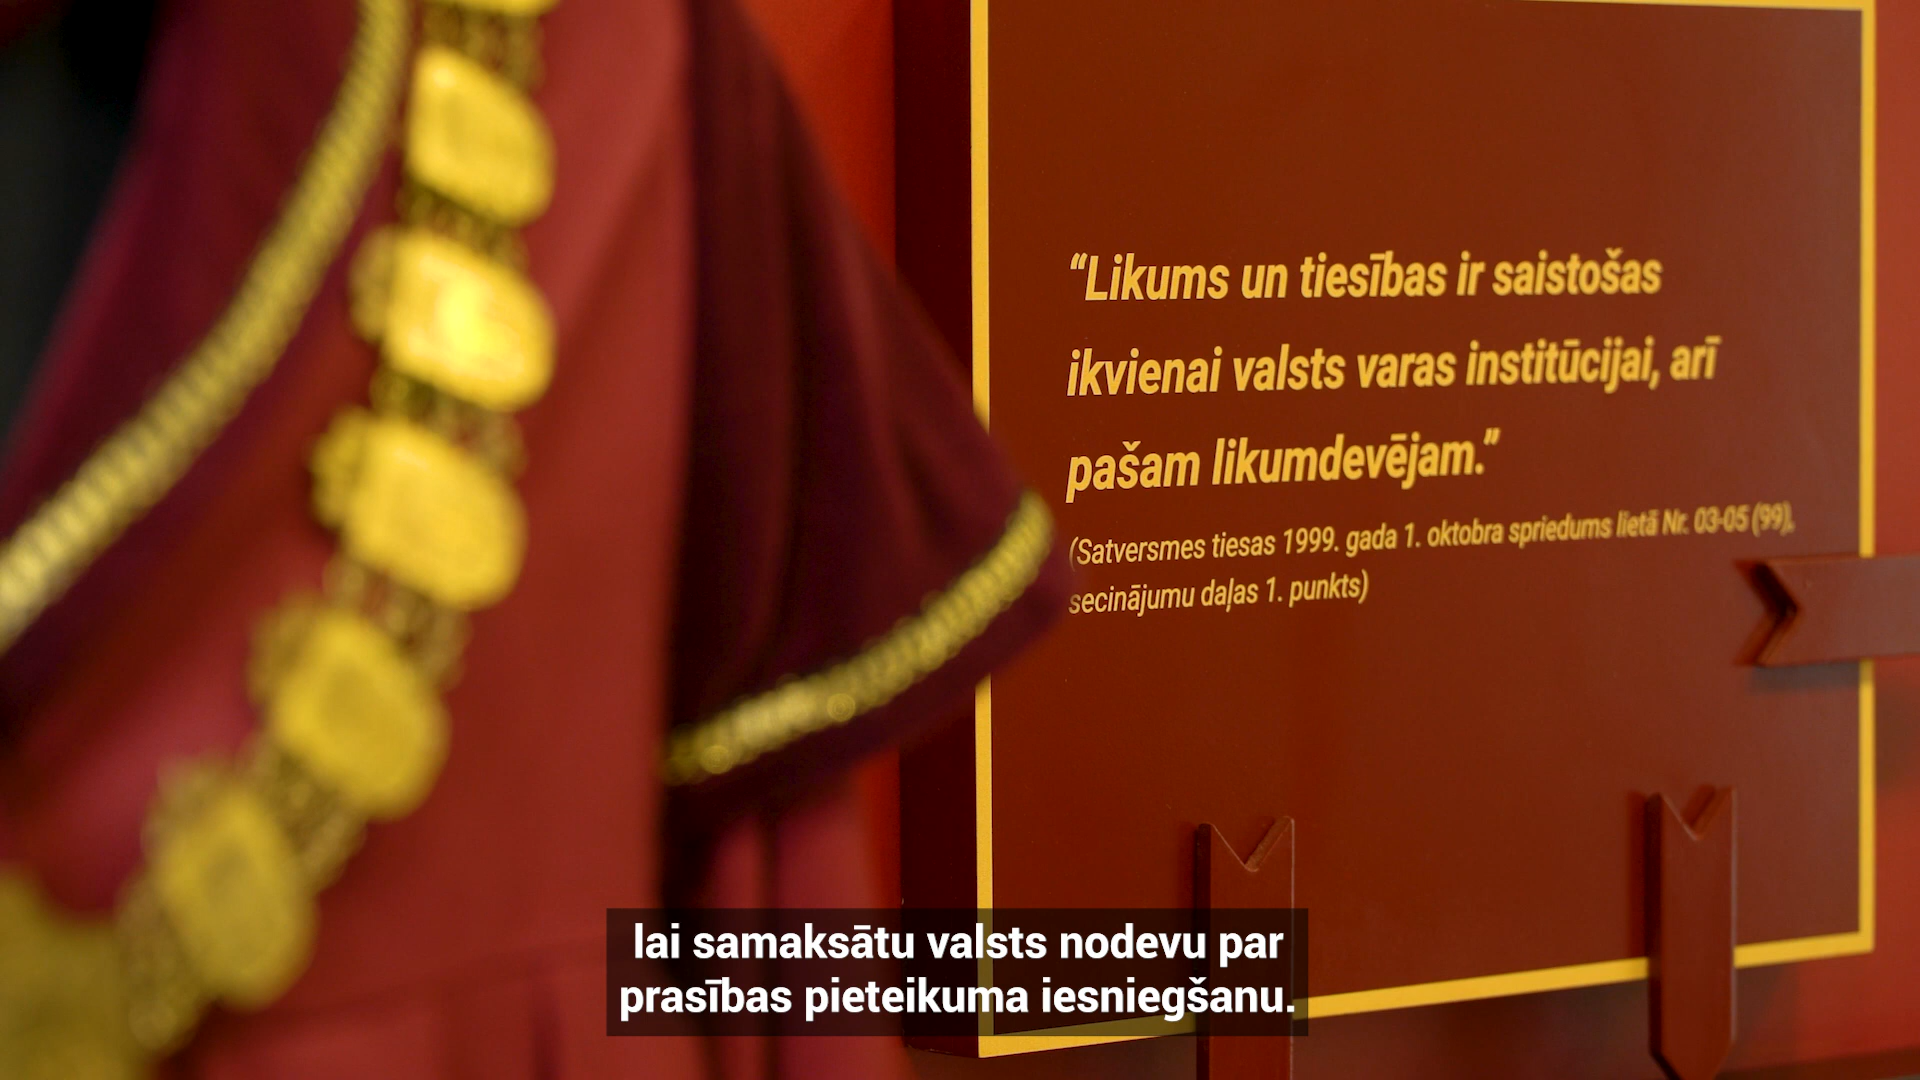 “Likums un tiesības ir saistošas
ikvienai valsts varas institūcijai, arī
pašam likumdevējam.”
(Satversmes tiesas 1999. gada 1. oktobra spriedums lietā Nr. 03-05 (99),
secinājumu daļas 1. punkts)
lai samaksātu valsts nodevu par
prasības pieteikuma iesniegšanu.